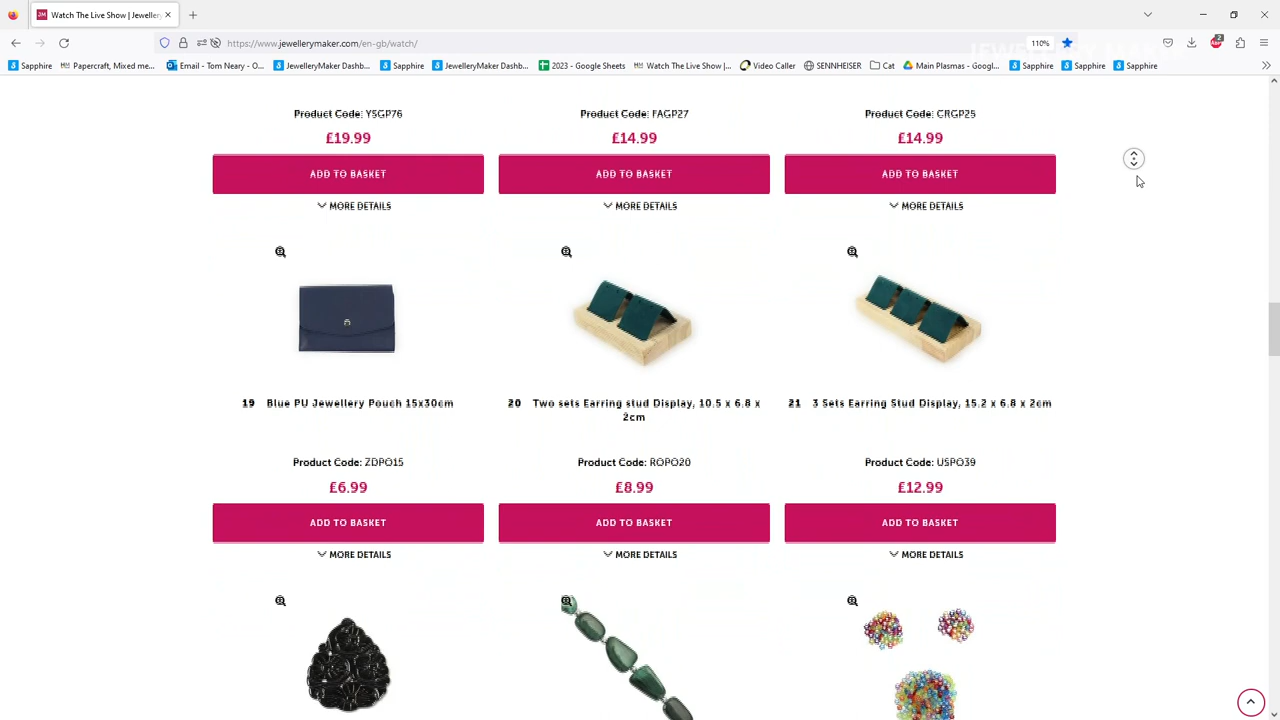 JM Watch The Live Show | Jeweller
https://www.jewellerymaker.com/en-gb/watch/
110%
2
JEWELLERY MAKER
Sapphire
Papercraft, Mixed me...
Email - Tom Neary - O...
JewelleryMaker Dashb...
Sapphire
JewelleryMaker Dashb...
2023 - Google Sheets
Watch The Live Show |...
Video Caller
SENNHEISER
Cat
Main Plasmas - Googl...
Sapphire
Sapphire
Sapphire
Product Code: YSGP76
Product Code: FAGP27
Product Code: CRGP25
£19.99
£14.99
£14.99
ADD TO BASKET
ADD TO BASKET
ADD TO BASKET
MORE DETAILS
MORE DETAILS
MORE DETAILS
19 Blue PU Jewellery Pouch 15x30cm
20 Two sets Earring stud Display, 10.5 x 6.8 x
2cm
21 3 Sets Earring Stud Display, 15.2 x 6.8 x 2cm
Product Code: ZDPO15
Product Code: ROPO20
Product Code: USPO39
£6.99
£8.99
£12.99
ADD TO BASKET
ADD TO BASKET
ADD TO BASKET
MORE DETAILS
MORE DETAILS
MORE DETAILS